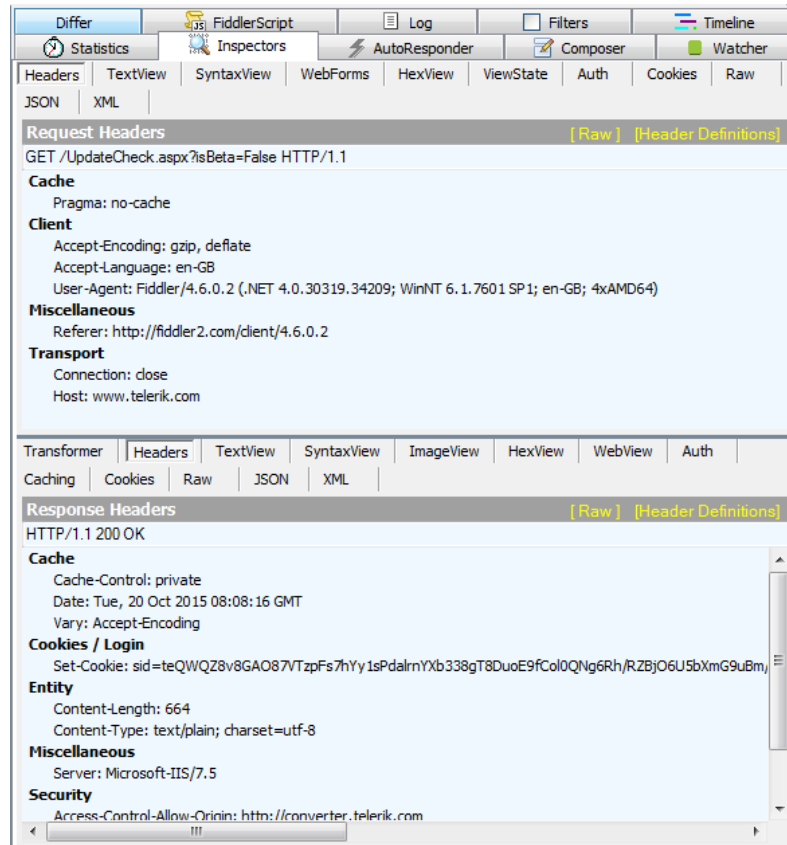 Differ FiddlerScript Log Filters Timeline
Statistics Inspectors AutoResponder Composer Watcher
Headers TextView SyntaxView WebForms HexView ViewState Auth Cookies Raw
JSON XML
Request Headers [ Raw ] [Header Definitions]
GET /UpdateCheck.aspx?isBeta=False HTTP/1.1
Cache
Pragma: no-cache
Client
Accept-Encoding: gzip, deflate
Accept-Language: en-GB
User-Agent: Fiddler/4.6.0.2 (.NET 4.0.30319.34209; WinNT 6.1.7601 SP1; en-GB; 4xAMD64)
Miscellaneous
Referer: http://fiddler2.com/client/4.6.0.2
Transport
Connection: close
Host: www.telerik.com
Transformer Headers TextView SyntaxView ImageView HexView WebView Auth
Caching Cookies Raw JSON XML
Response Headers [ Raw ] [Header Definitions]
HTTP/1.1 200 OK
Cache
Cache-Control: private
Date: Tue, 20 Oct 2015 08:08:16 GMT
Vary: Accept-Encoding
Cookies / Login
Set-Cookie: sid=teQWQZ8v8GAO87VTzpFs7hYy1sPdalrnYXb338gT8DuoE9fCol0QNg6Rh/RZBjO6U5bXmG9uBm/
Entity
Content-Length: 664
Content-Type: text/plain; charset=utf-8
Miscellaneous
Server: Microsoft-IIS/7.5
Security
Access-Control-Allow-Origin: http://converter.telerik.com